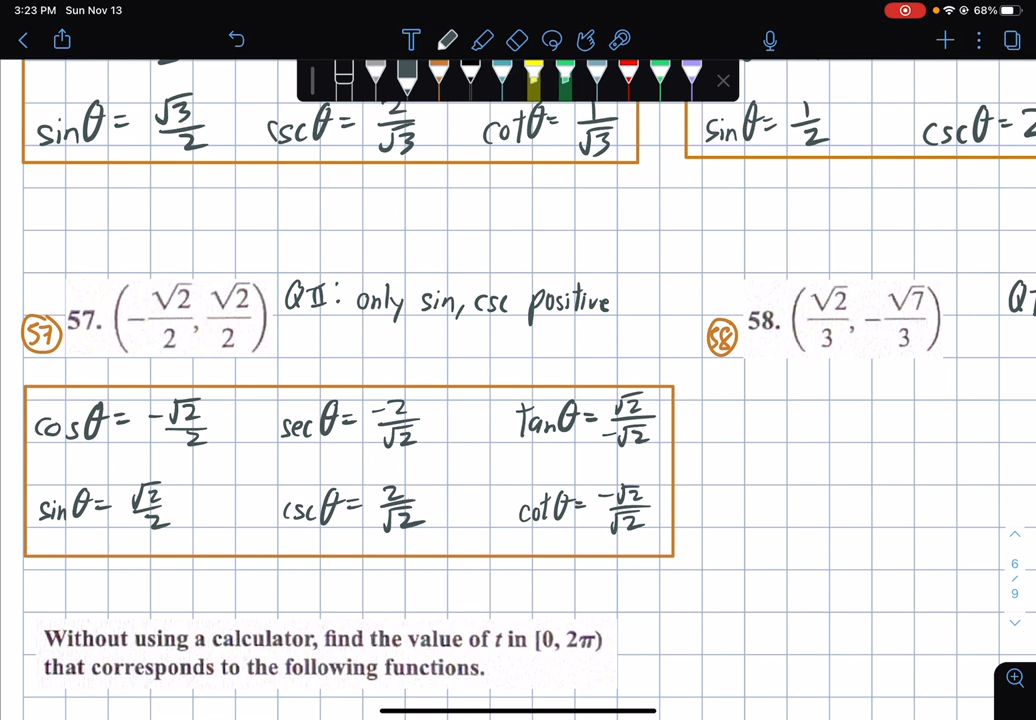 3:23 PM Sun Nov 13 68%
sinθ = √3/2 cscθ = 2/√3 cotθ = 1/√3
sinθ = 1/2 cscθ = 2
57 57. (-√2/2, √2/2) QII: only sin, csc positive
58 58. (√2/3, -√7/3)
cosθ = -√2/2 secθ = -2/√2 tanθ = √2/-√2
sinθ = √2/2 cscθ = 2/√2 cotθ = -√2/√2
6
/
9
Without using a calculator, find the value of t in [0, 2π)
that corresponds to the following functions.